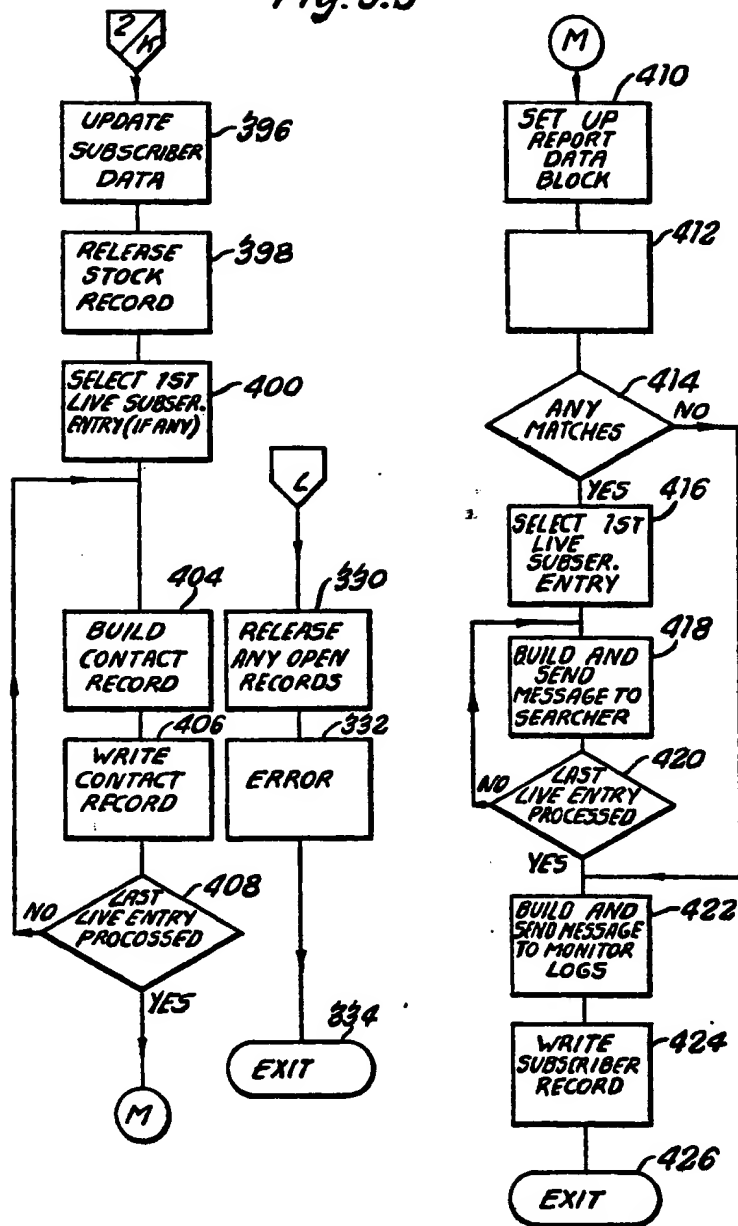 Fig.
2/K
UPDATE
SUBSCRIBER
DATA
396
RELEASE
STOCK
RECORD
398
SELECT 1ST
LIVE SUBSER.
ENTRY (IF ANY)
400
404
BUILD
CONTACT
RECORD
406
WRITE
CONTACT
RECORD
408
LAST
LIVE ENTRY
PROCOSSED
NO
YES
M
L
330
RELEASE
ANY OPEN
RECORDS
332
ERROR
334
EXIT
M
410
SET UP
REPORT
DATA
BLOCK
412
414
ANY
MATCHES
NO
YES
416
SELECT 1ST
LIVE
SUBSER.
ENTRY
418
BUILD AND
SEND
MESSAGE TO
SEARCHER
420
LAST
LIVE ENTRY
PROCESSED
NO
YES
BUILD AND
SEND MESSAGE
TO MONITOR
LOGS
422
WRITE
SUBSCRIBER
RECORD
424
426
EXIT